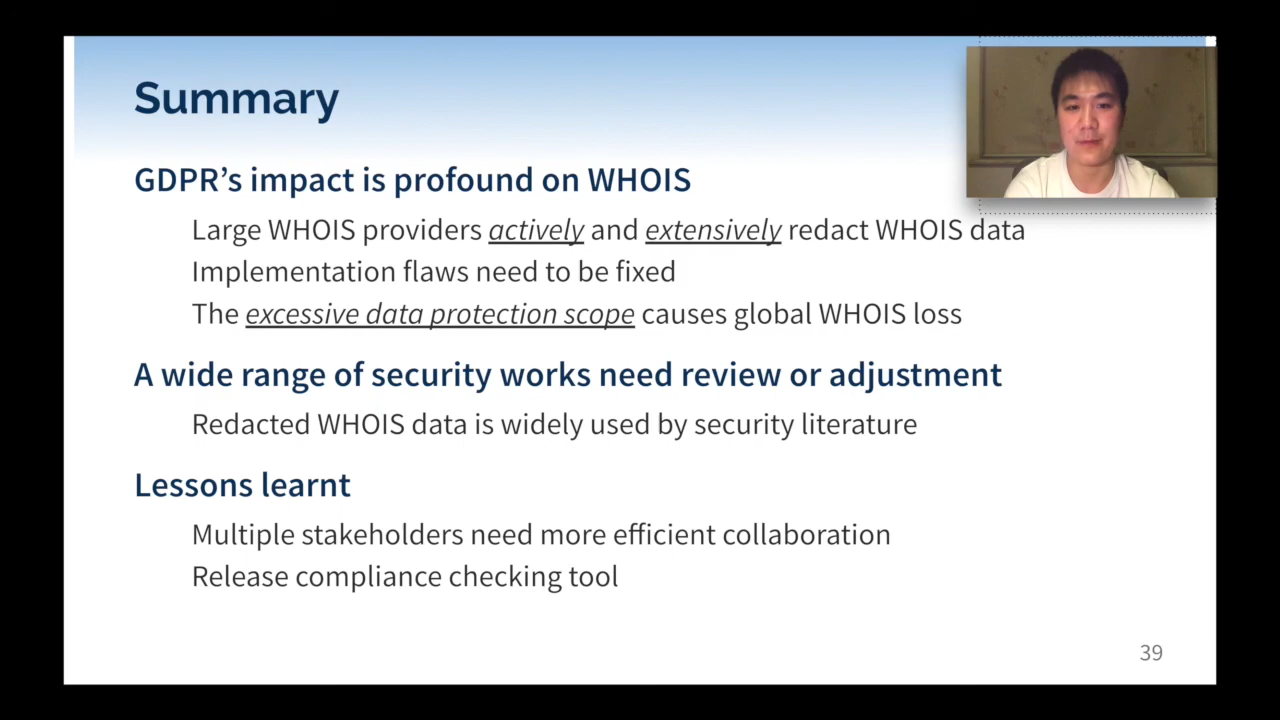 Summary
GDPR’s impact is profound on WHOIS
Large WHOIS providers actively and extensively redact WHOIS data
Implementation flaws need to be fixed
The excessive data protection scope causes global WHOIS loss
A wide range of security works need review or adjustment
Redacted WHOIS data is widely used by security literature
Lessons learnt
Multiple stakeholders need more efficient collaboration
Release compliance checking tool
39